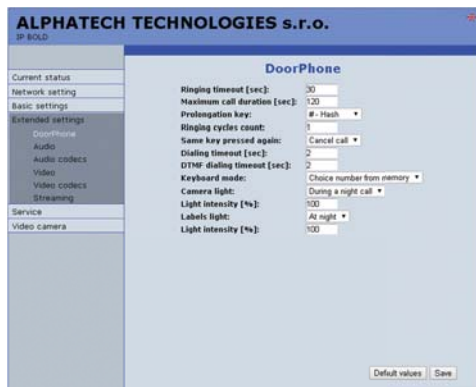 ALPHATECH TECHNOLOGIES s.r.o.
IP BOLD
Current status
Network setting
Basic settings
Extended settings
DoorPhone
Audio
Audio codecs
Video
Video codecs
Streaming
Service
Video camera
DoorPhone
Ringing timeout [sec]: 30
Maximum call duration [sec]: 120
Prolongation key: # - Hash
Ringing cycles count: 1
Same key pressed again: Cancel call
Dialing timeout [sec]: 2
DTMF dialing timeout [sec]: 2
Keyboard mode: Choice number from memory
Camera light: During a night call
Light intensity [%]: 100
Labels light: At night
Light intensity [%]: 100
Default values Save